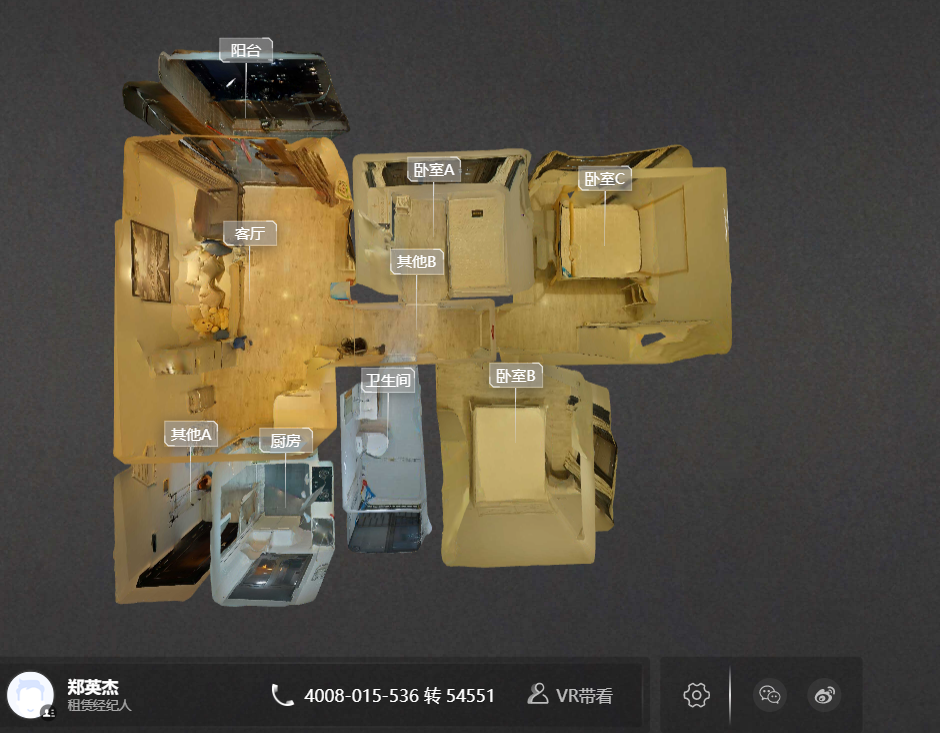 阳台
卧室A
卧室C
客厅
其他B
卫生间
卧室B
其他A
厨房
郑英杰
租赁经纪人
4008-015-536 转 54551
VR带看